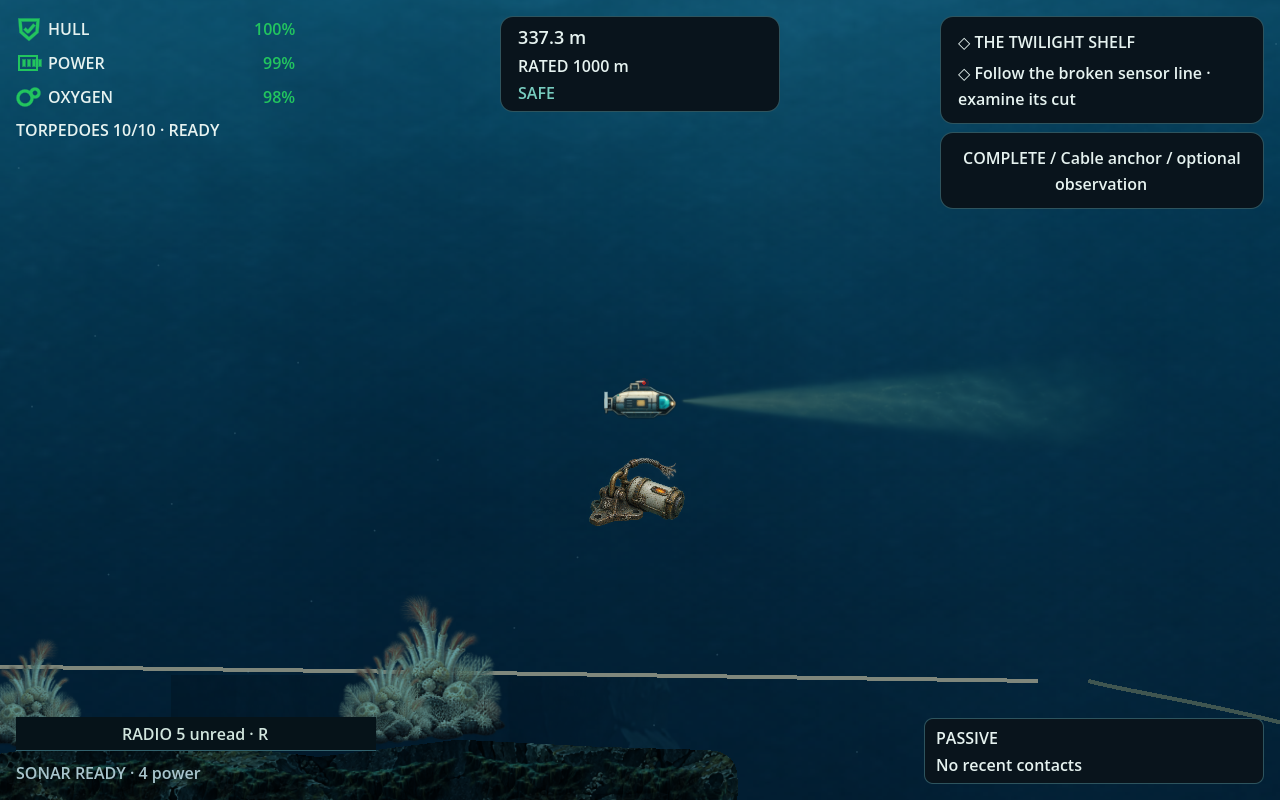 HULL 100%
POWER 99%
OXYGEN 98%
TORPEDOES 10/10 · READY
337.3 m
RATED 1000 m
SAFE
◇ THE TWILIGHT SHELF
◇ Follow the broken sensor line ·
examine its cut
COMPLETE / Cable anchor / optional
observation
RADIO 5 unread · R
SONAR READY · 4 power
PASSIVE
No recent contacts